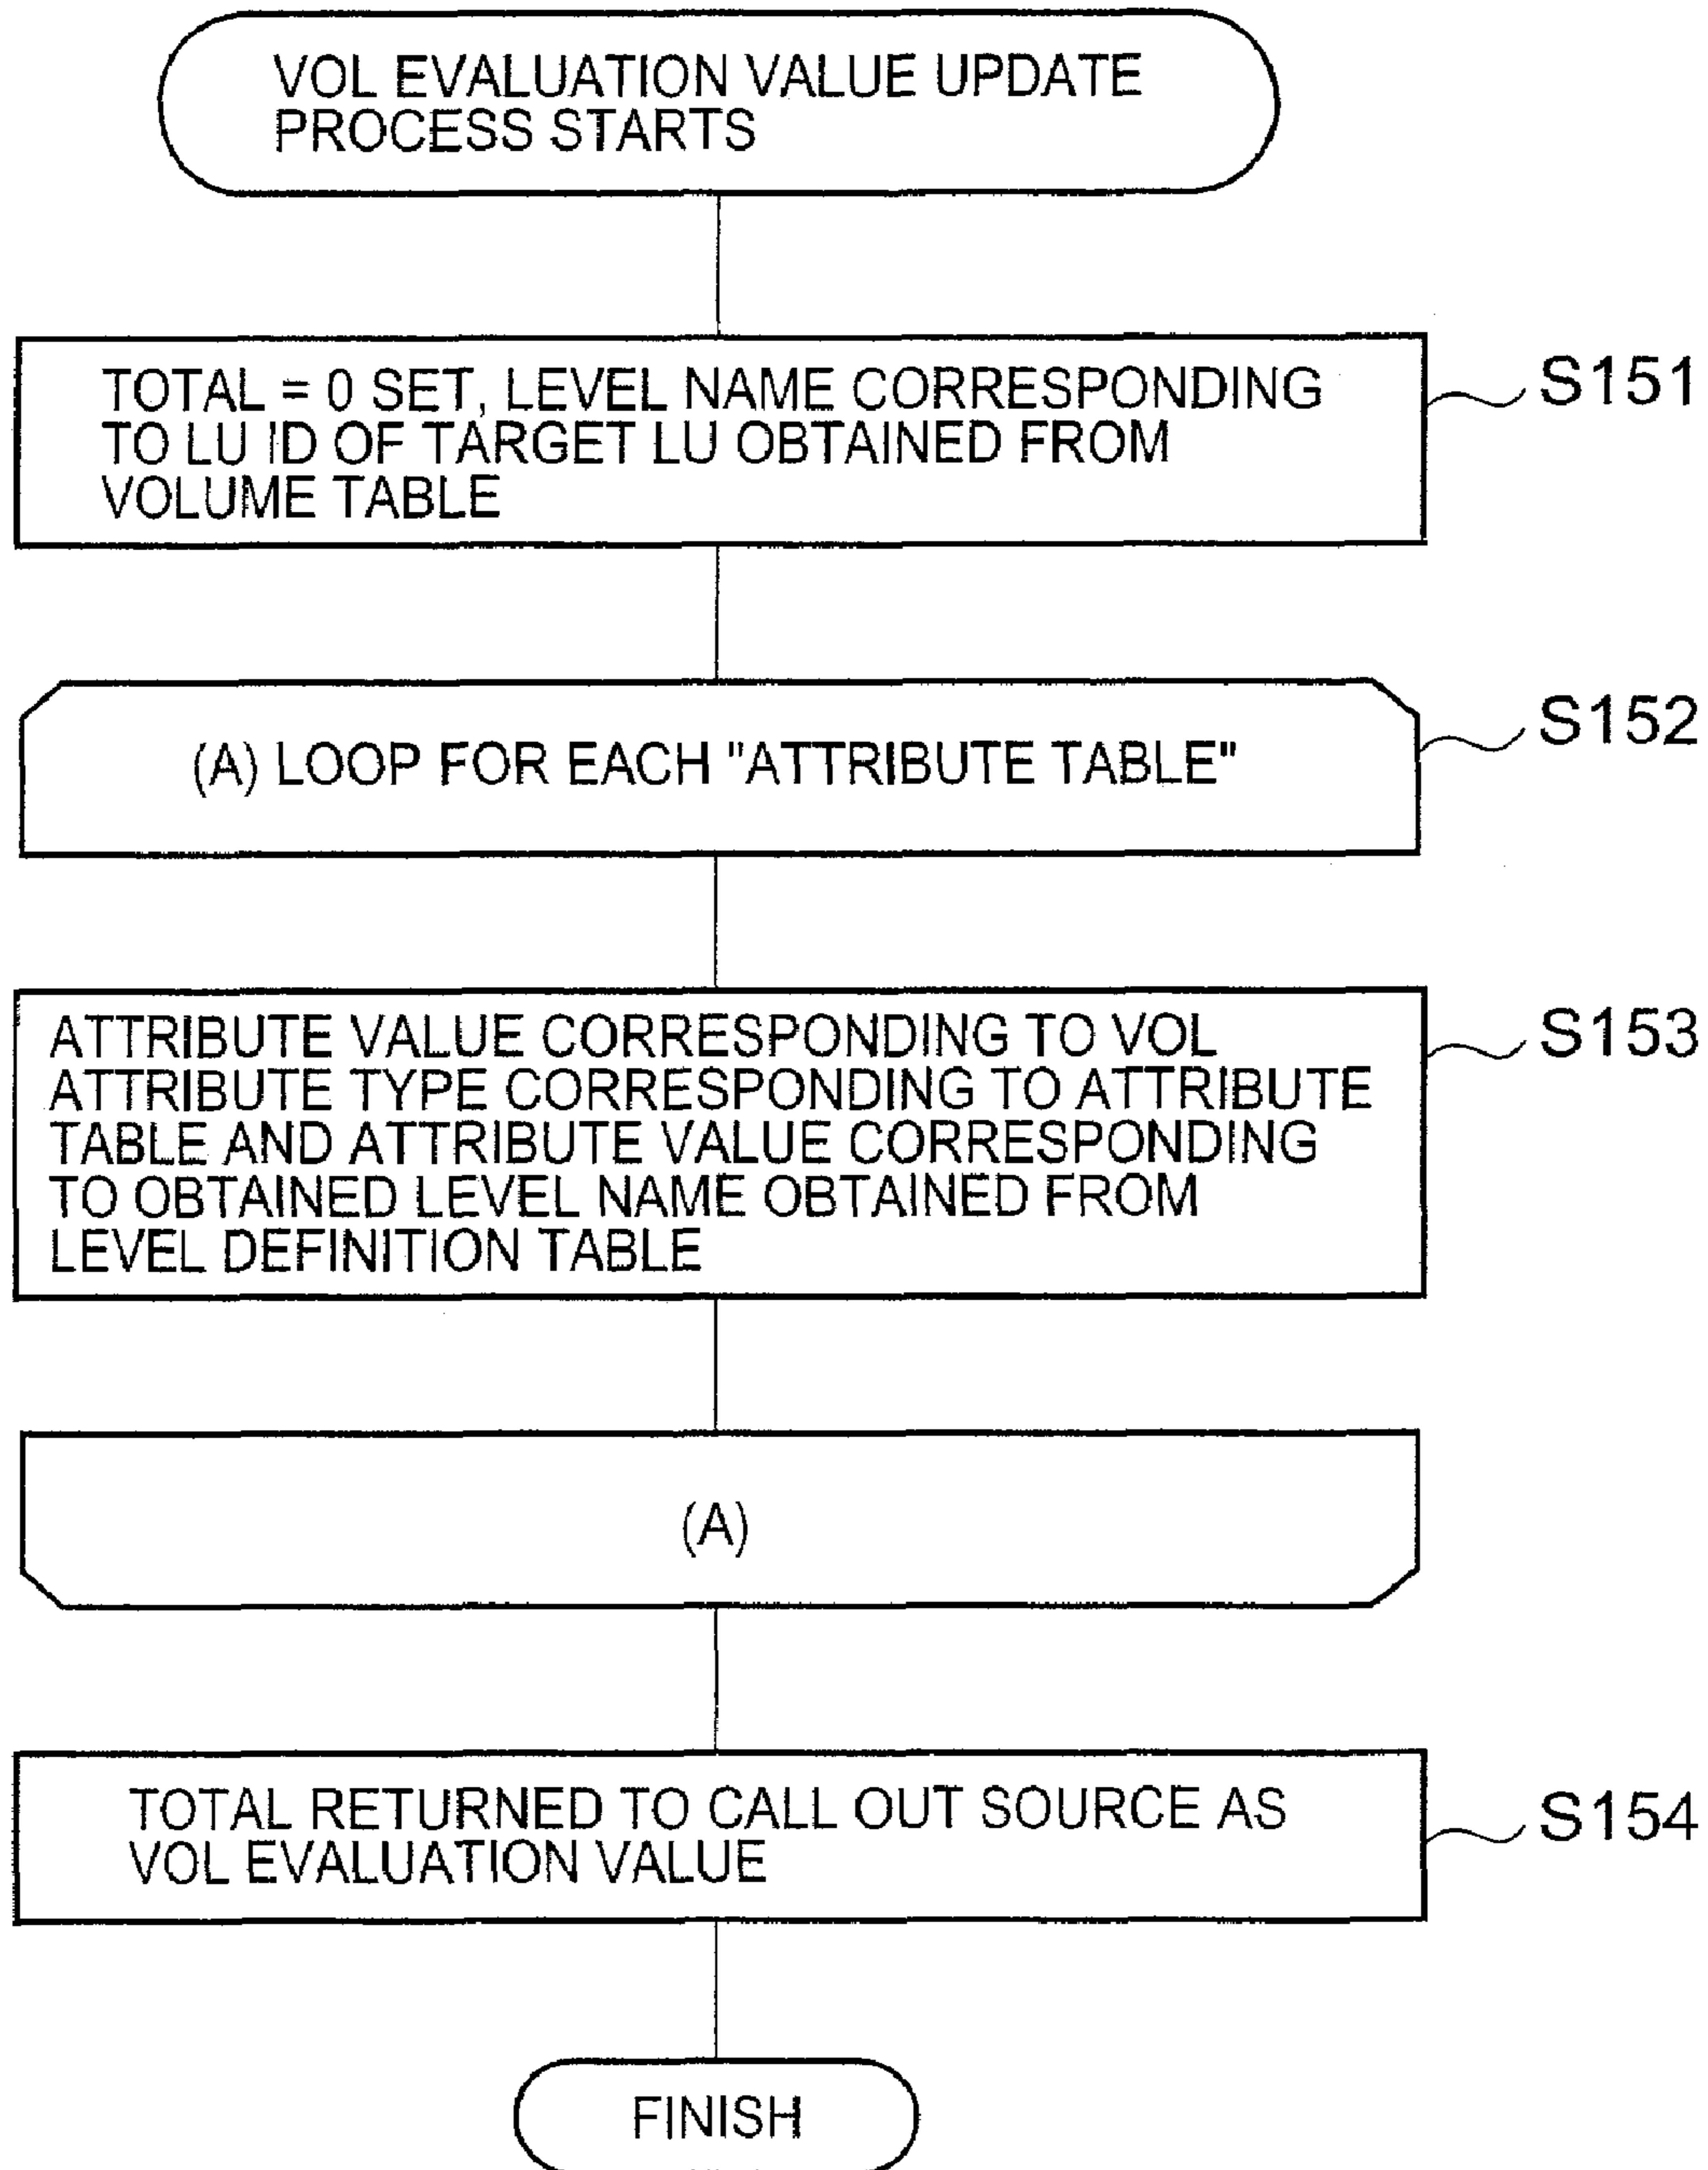 VOL EVALUATION VALUE UPDATE
PROCESS STARTS
TOTAL = 0 SET, LEVEL NAME CORRESPONDING
TO LU ID OF TARGET LU OBTAINED FROM
VOLUME TABLE
S151
(A) LOOP FOR EACH "ATTRIBUTE TABLE"
S152
ATTRIBUTE VALUE CORRESPONDING TO VOL
ATTRIBUTE TYPE CORRESPONDING TO ATTRIBUTE
TABLE AND ATTRIBUTE VALUE CORRESPONDING
TO OBTAINED LEVEL NAME OBTAINED FROM
LEVEL DEFINITION TABLE
S153
(A)
TOTAL RETURNED TO CALL OUT SOURCE AS
VOL EVALUATION VALUE
S154
FINISH